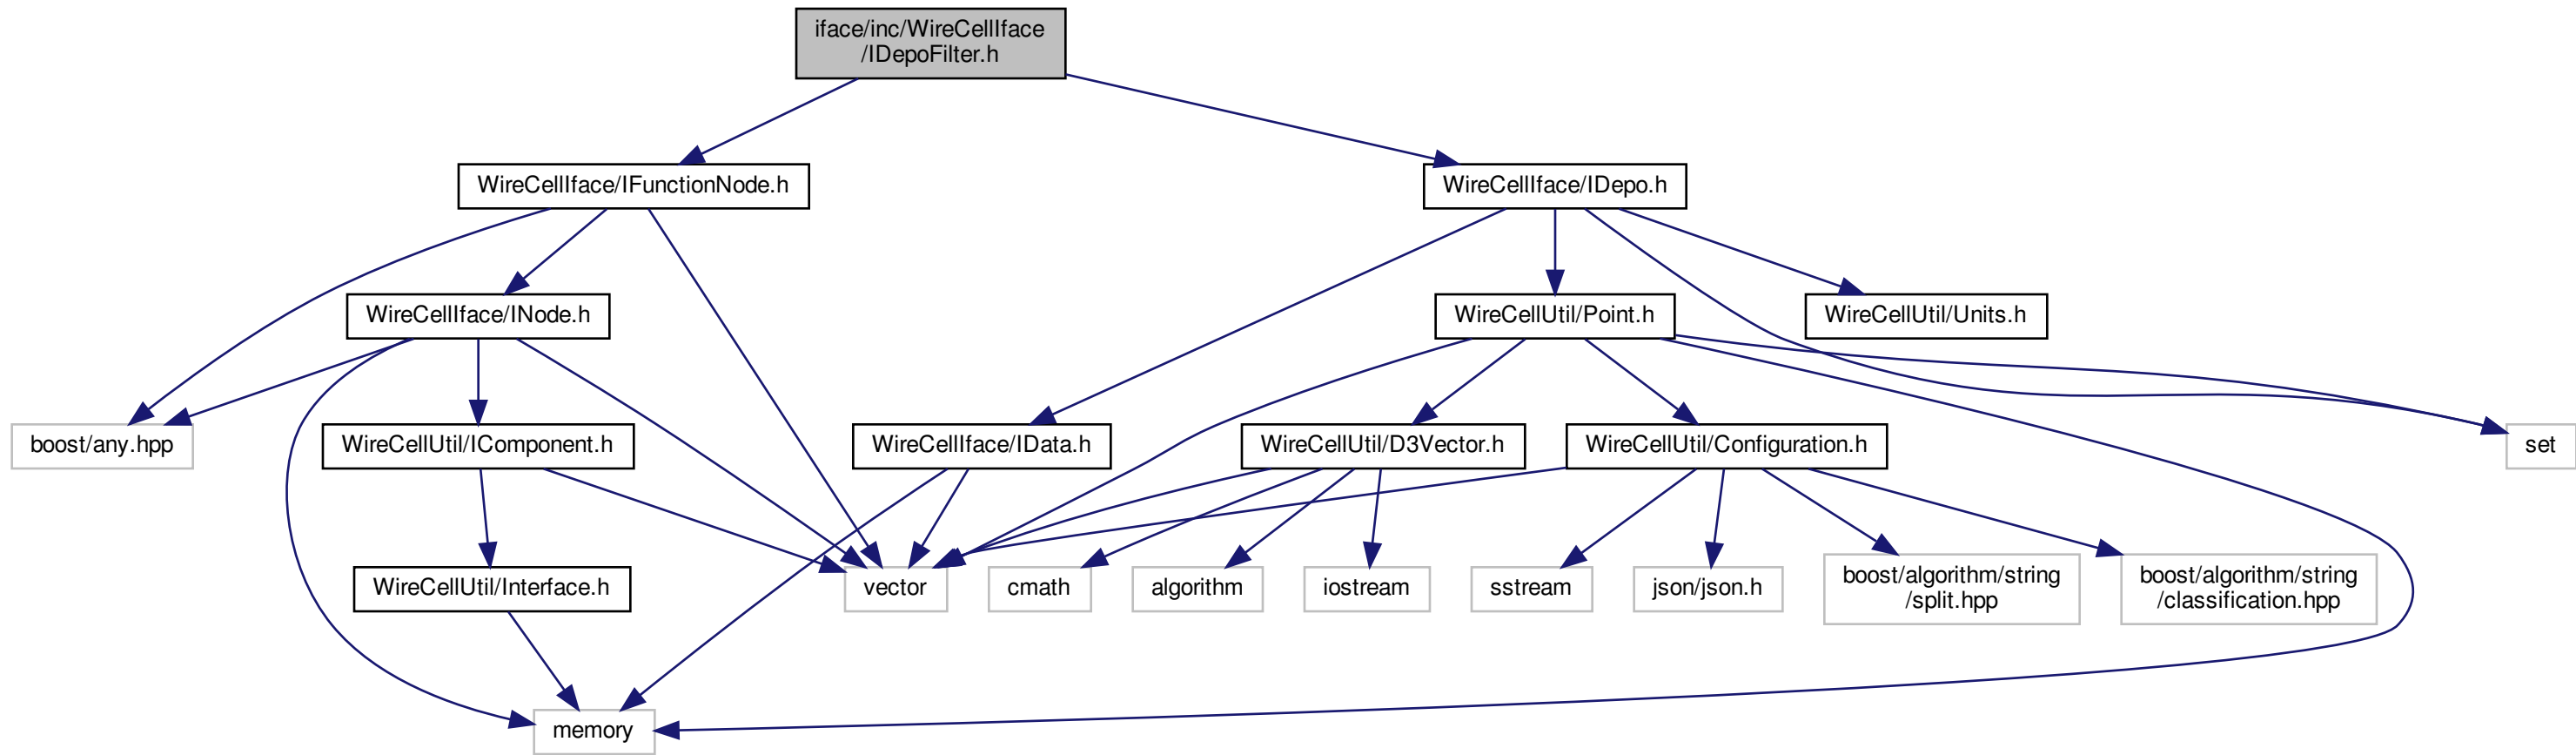 iface/inc/WireCellIface
/IDepoFilter.h
WireCellIface/IFunctionNode.h
WireCellIface/IDepo.h
WireCellIface/INode.h
WireCellUtil/Point.h
WireCellUtil/Units.h
boost/any.hpp
WireCellUtil/IComponent.h
WireCellIface/IData.h
WireCellUtil/D3Vector.h
WireCellUtil/Configuration.h
set
WireCellUtil/Interface.h
vector
cmath
algorithm
iostream
sstream
json/json.h
boost/algorithm/string
/split.hpp
boost/algorithm/string
/classification.hpp
memory